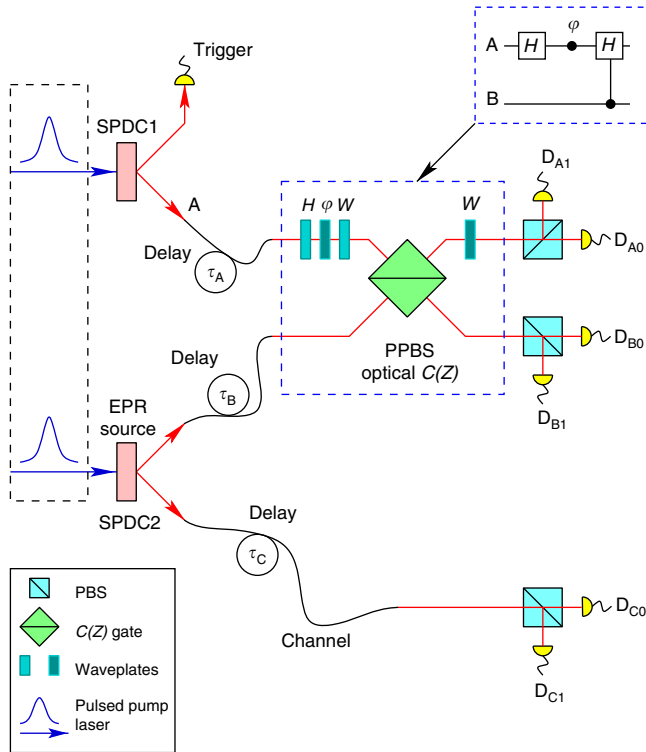 Trigger
SPDC1
A
Delay
τA
φ
A H H
B
H φ W
W
DA1
DA0
PPBS
optical C(Z)
DB0
DB1
Delay
τB
EPR
source
SPDC2
Delay
τC
Channel
DC0
DC1
PBS
C(Z) gate
Waveplates
Pulsed pump
laser